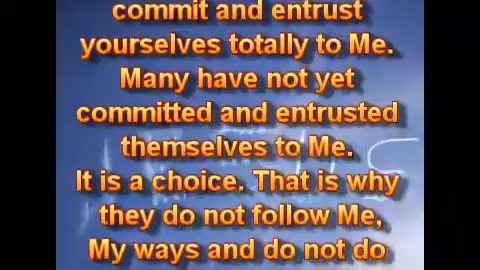 commit and entrust
yourselves totally to Me.
Many have not yet
committed and entrusted
themselves to Me.
It is a choice. That is why
they do not follow Me,
My ways and do not do